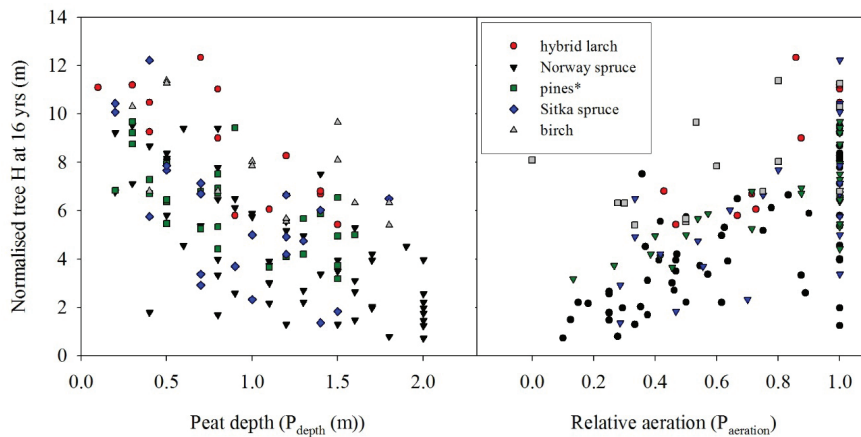 14
12
10
8
6
4
2
0
Normalised tree H at 16 yrs (m)
0.0 0.5 1.0 1.5 2.0
Peat depth (P_depth (m))
hybrid larch
Norway spruce
pines*
Sitka spruce
birch
0.0 0.2 0.4 0.6 0.8 1.0
Relative aeration (P_aeration)